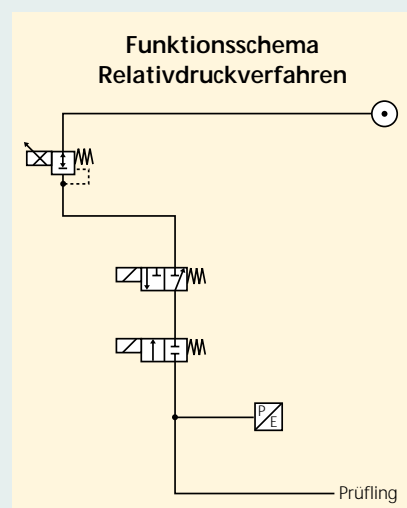 Funktionsschema
Relativdruckverfahren
P
E
Prüfling